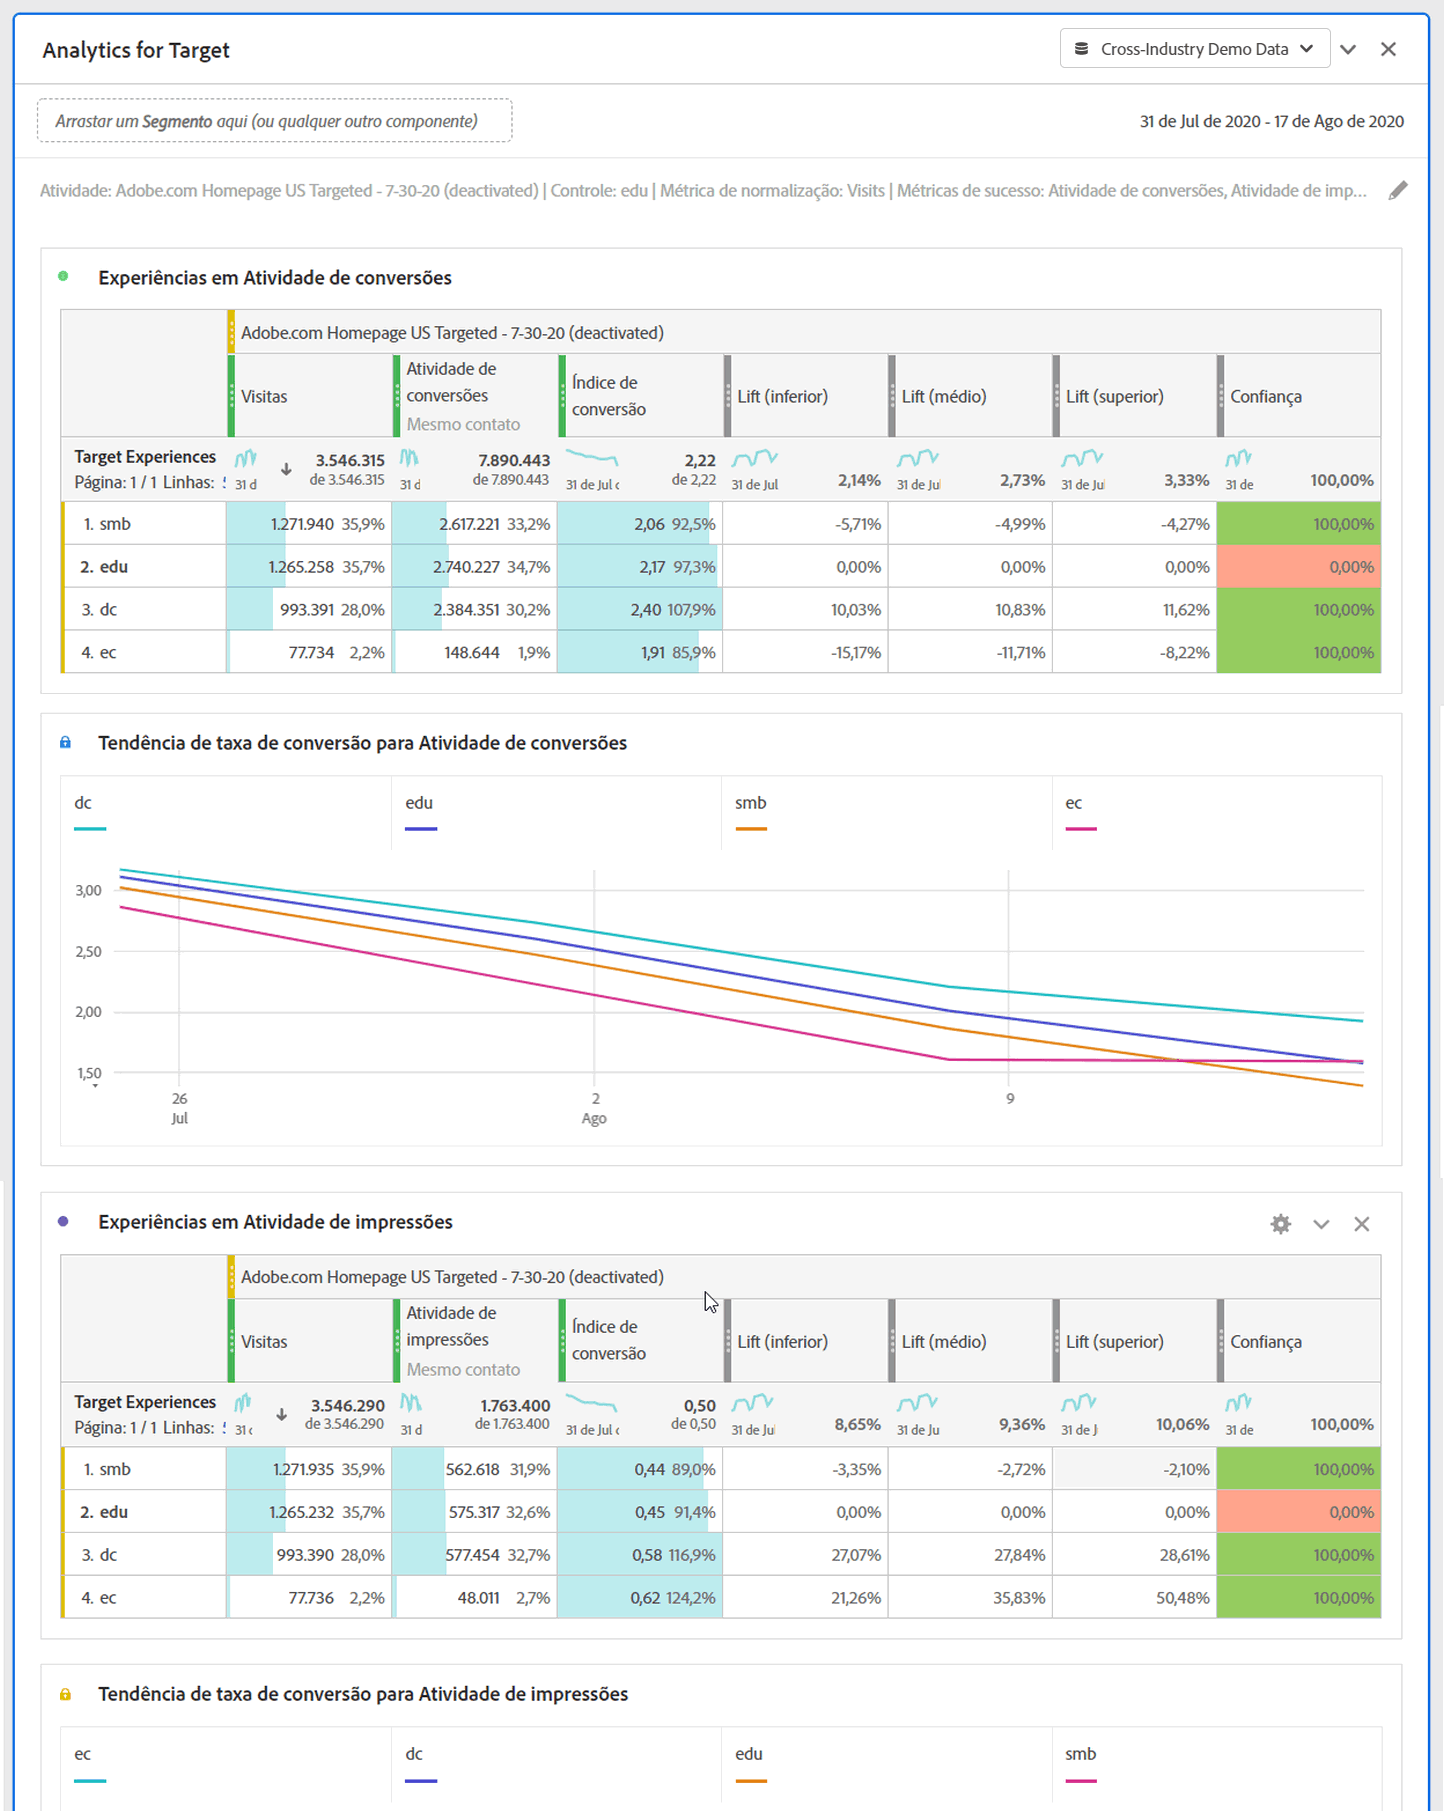 Analytics for Target
Cross-Industry Demo Data
Arrastar um Segmento aqui (ou qualquer outro componente)
31 de Jul de 2020 - 17 de Ago de 2020
Atividade: Adobe.com Homepage US Targeted - 7-30-20 (deactivated) | Controle: edu | Métrica de normalização: Visits | Métricas de sucesso: Atividade de conversões, Atividade de imp...
Experiências em Atividade de conversões
Adobe.com Homepage US Targeted - 7-30-20 (deactivated)
Visitas
Atividade de conversões
Mesmo contato
Índice de conversão
Lift (inferior)
Lift (médio)
Lift (superior)
Confiança
Target Experiences
Página: 1 / 1 Linhas:
31 d
3.546.315
de 3.546.315
31 d
7.890.443
de 7.890.443
31 de Jul c
2,22
de 2,22
31 de Jul
2,14%
31 de Jul
2,73%
31 de Jul
3,33%
31 de
100,00%
1. smb 1.271.940 35,9% 2.617.221 33,2% 2,06 92,5% -5,71% -4,99% -4,27% 100,00%
2. edu 1.265.258 35,7% 2.740.227 34,7% 2,17 97,3% 0,00% 0,00% 0,00% 0,00%
3. dc 993.391 28,0% 2.384.351 30,2% 2,40 107,9% 10,03% 10,83% 11,62% 100,00%
4. ec 77.734 2,2% 148.644 1,9% 1,91 85,9% -15,17% -11,71% -8,22% 100,00%
Tendência de taxa de conversão para Atividade de conversões
dc edu smb ec
3,00
2,50
2,00
1,50
26 2 9
Jul Ago
Experiências em Atividade de impressões
Adobe.com Homepage US Targeted - 7-30-20 (deactivated)
Visitas
Atividade de impressões
Mesmo contato
Índice de conversão
Lift (inferior)
Lift (médio)
Lift (superior)
Confiança
Target Experiences
Página: 1 / 1 Linhas:
31 c
3.546.290
de 3.546.290
31 d
1.763.400
de 1.763.400
31 de Jul c
0,50
de 0,50
31 de Jul
8,65%
31 de Ju
9,36%
31 de J
10,06%
31 de
100,00%
1. smb 1.271.935 35,9% 562.618 31,9% 0,44 89,0% -3,35% -2,72% -2,10% 100,00%
2. edu 1.265.232 35,7% 575.317 32,6% 0,45 91,4% 0,00% 0,00% 0,00% 0,00%
3. dc 993.390 28,0% 577.454 32,7% 0,58 116,9% 27,07% 27,84% 28,61% 100,00%
4. ec 77.736 2,2% 48.011 2,7% 0,62 124,2% 21,26% 35,83% 50,48% 100,00%
Tendência de taxa de conversão para Atividade de impressões
ec dc edu smb